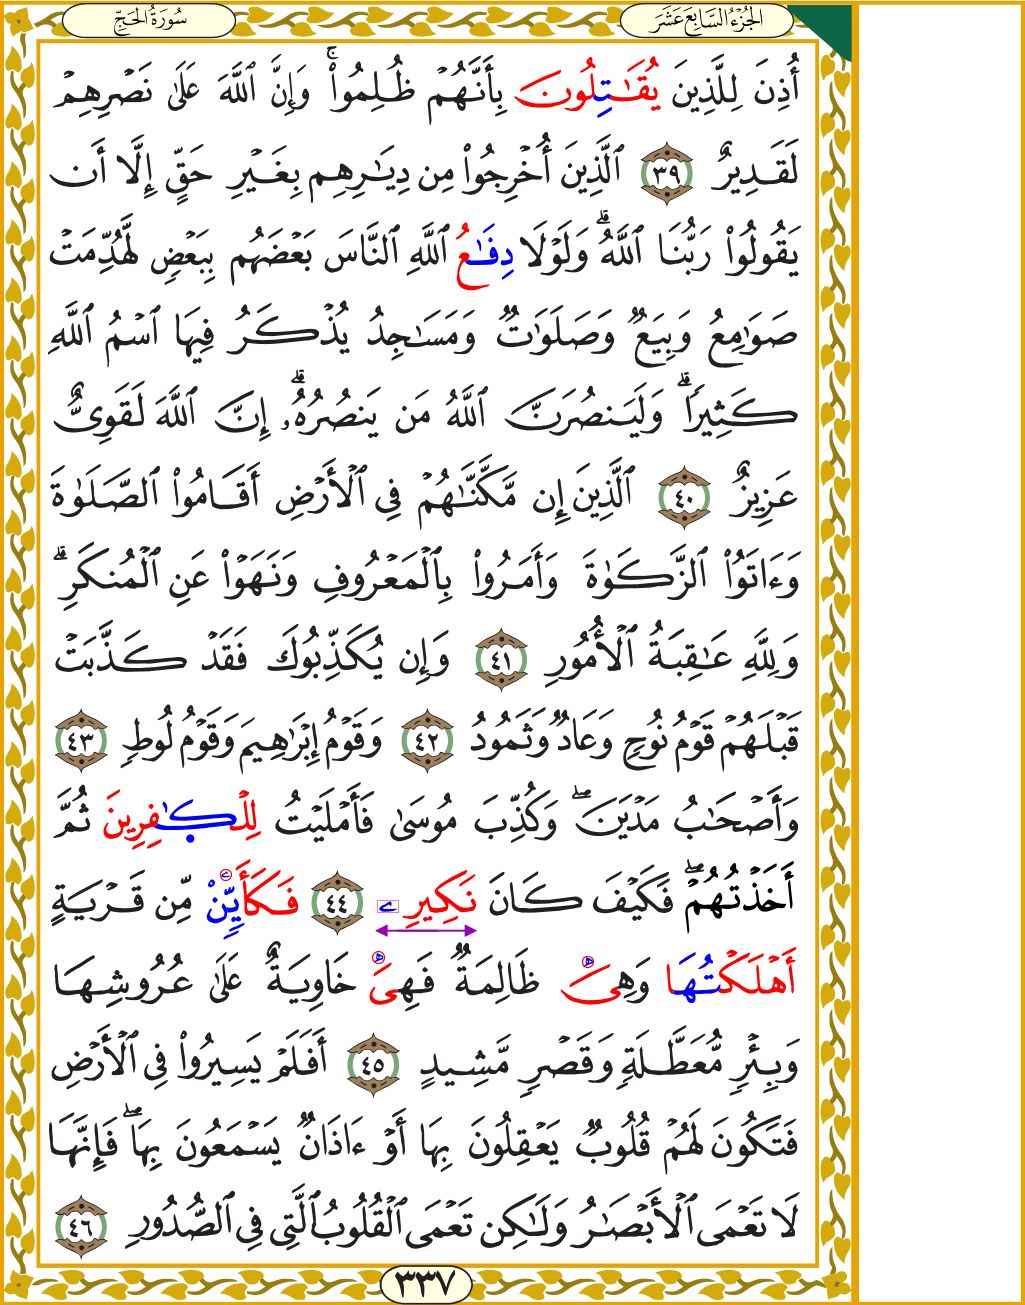 الجُزْءُ السَّابِعَ عَشَرَ
سُورَةُ الحَجِّ
أُذِنَ لِلَّذِينَ يُقَٰتِلُونَ بِأَنَّهُمْ ظُلِمُوا۟ ۚ وَإِنَّ ٱللَّهَ عَلَىٰ نَصْرِهِمْ
لَقَدِيرٌ ٣٩ ٱلَّذِينَ أُخْرِجُوا۟ مِن دِيَٰرِهِم بِغَيْرِ حَقٍّ إِلَّا أَن
يَقُولُوا۟ رَبُّنَا ٱللَّهُ ۗ وَلَوْلَا دِفَٰعُ ٱللَّهِ ٱلنَّاسَ بَعْضَهُم بِبَعْضٍ لَّهُدِّمَتْ
صَوَٰمِعُ وَبِيَعٌ وَصَلَوَٰتٌ وَمَسَٰجِدُ يُذْكَرُ فِيهَا ٱسْمُ ٱللَّهِ
كَثِيرًا ۗ وَلَيَنصُرَنَّ ٱللَّهُ مَن يَنصُرُهُۥ ۗ إِنَّ ٱللَّهَ لَقَوِىٌّ
عَزِيزٌ ٤٠ ٱلَّذِينَ إِن مَّكَّنَّٰهُمْ فِى ٱلْأَرْضِ أَقَامُوا۟ ٱلصَّلَوٰةَ
وَءَاتَوُا۟ ٱلزَّكَوٰةَ وَأَمَرُوا۟ بِٱلْمَعْرُوفِ وَنَهَوْا۟ عَنِ ٱلْمُنكَرِ ۗ
وَلِلَّهِ عَٰقِبَةُ ٱلْأُمُورِ ٤١ وَإِن يُكَذِّبُوكَ فَقَدْ كَذَّبَتْ
قَبْلَهُمْ قَوْمُ نُوحٍ وَعَادٌ وَثَمُودُ ٤٢ وَقَوْمُ إِبْرَٰهِيمَ وَقَوْمُ لُوطٍ ٤٣
وَأَصْحَٰبُ مَدْيَنَ ۖ وَكُذِّبَ مُوسَىٰ فَأَمْلَيْتُ لِلْكَٰفِرِينَ ثُمَّ
أَخَذْتُهُمْ ۖ فَكَيْفَ كَانَ نَكِيرِ ے ٤٤ فَكَأَيِّنْ مِّن قَرْيَةٍ
أَهْلَكْتُهَا وَهِىَ ظَالِمَةٌ فَهِىَ خَاوِيَةٌ عَلَىٰ عُرُوشِهَا
وَبِئْرٍ مُّعَطَّلَةٍ وَقَصْرٍ مَّشِيدٍ ٤٥ أَفَلَمْ يَسِيرُوا۟ فِى ٱلْأَرْضِ
فَتَكُونَ لَهُمْ قُلُوبٌ يَعْقِلُونَ بِهَا أَوْ ءَاذَانٌ يَسْمَعُونَ بِهَا ۖ فَإِنَّهَا
لَا تَعْمَى ٱلْأَبْصَٰرُ وَلَٰكِن تَعْمَى ٱلْقُلُوبُ ٱلَّتِى فِى ٱلصُّدُورِ ٤٦
٣٣٧